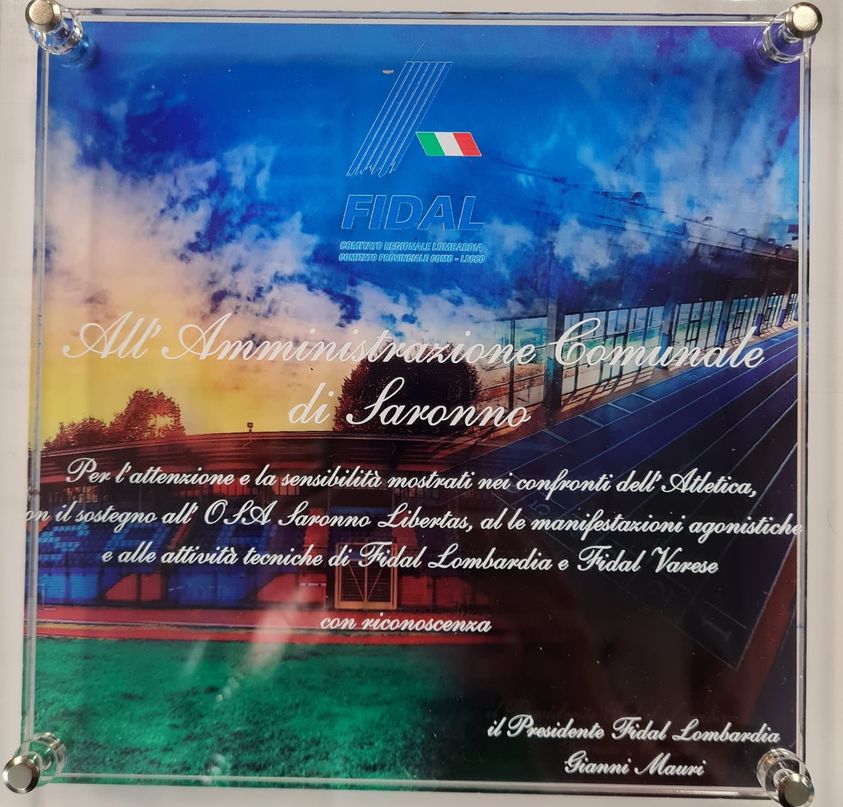 FIDAL
COMITATO REGIONALE LOMBARDIA
COMITATO PROVINCIALE COMO - LECCO
All'Amministrazione Comunale
di Saronno
Per l'attenzione e la sensibilità mostrati nei confronti dell'Atletica,
on il sostegno all' OSA Saronno Libertas, al le manifestazioni agonistiche
e alle attività tecniche di Fidal Lombardia e Fidal Varese
con riconoscenza
il Presidente Fidal Lombardia
Gianni Mauri